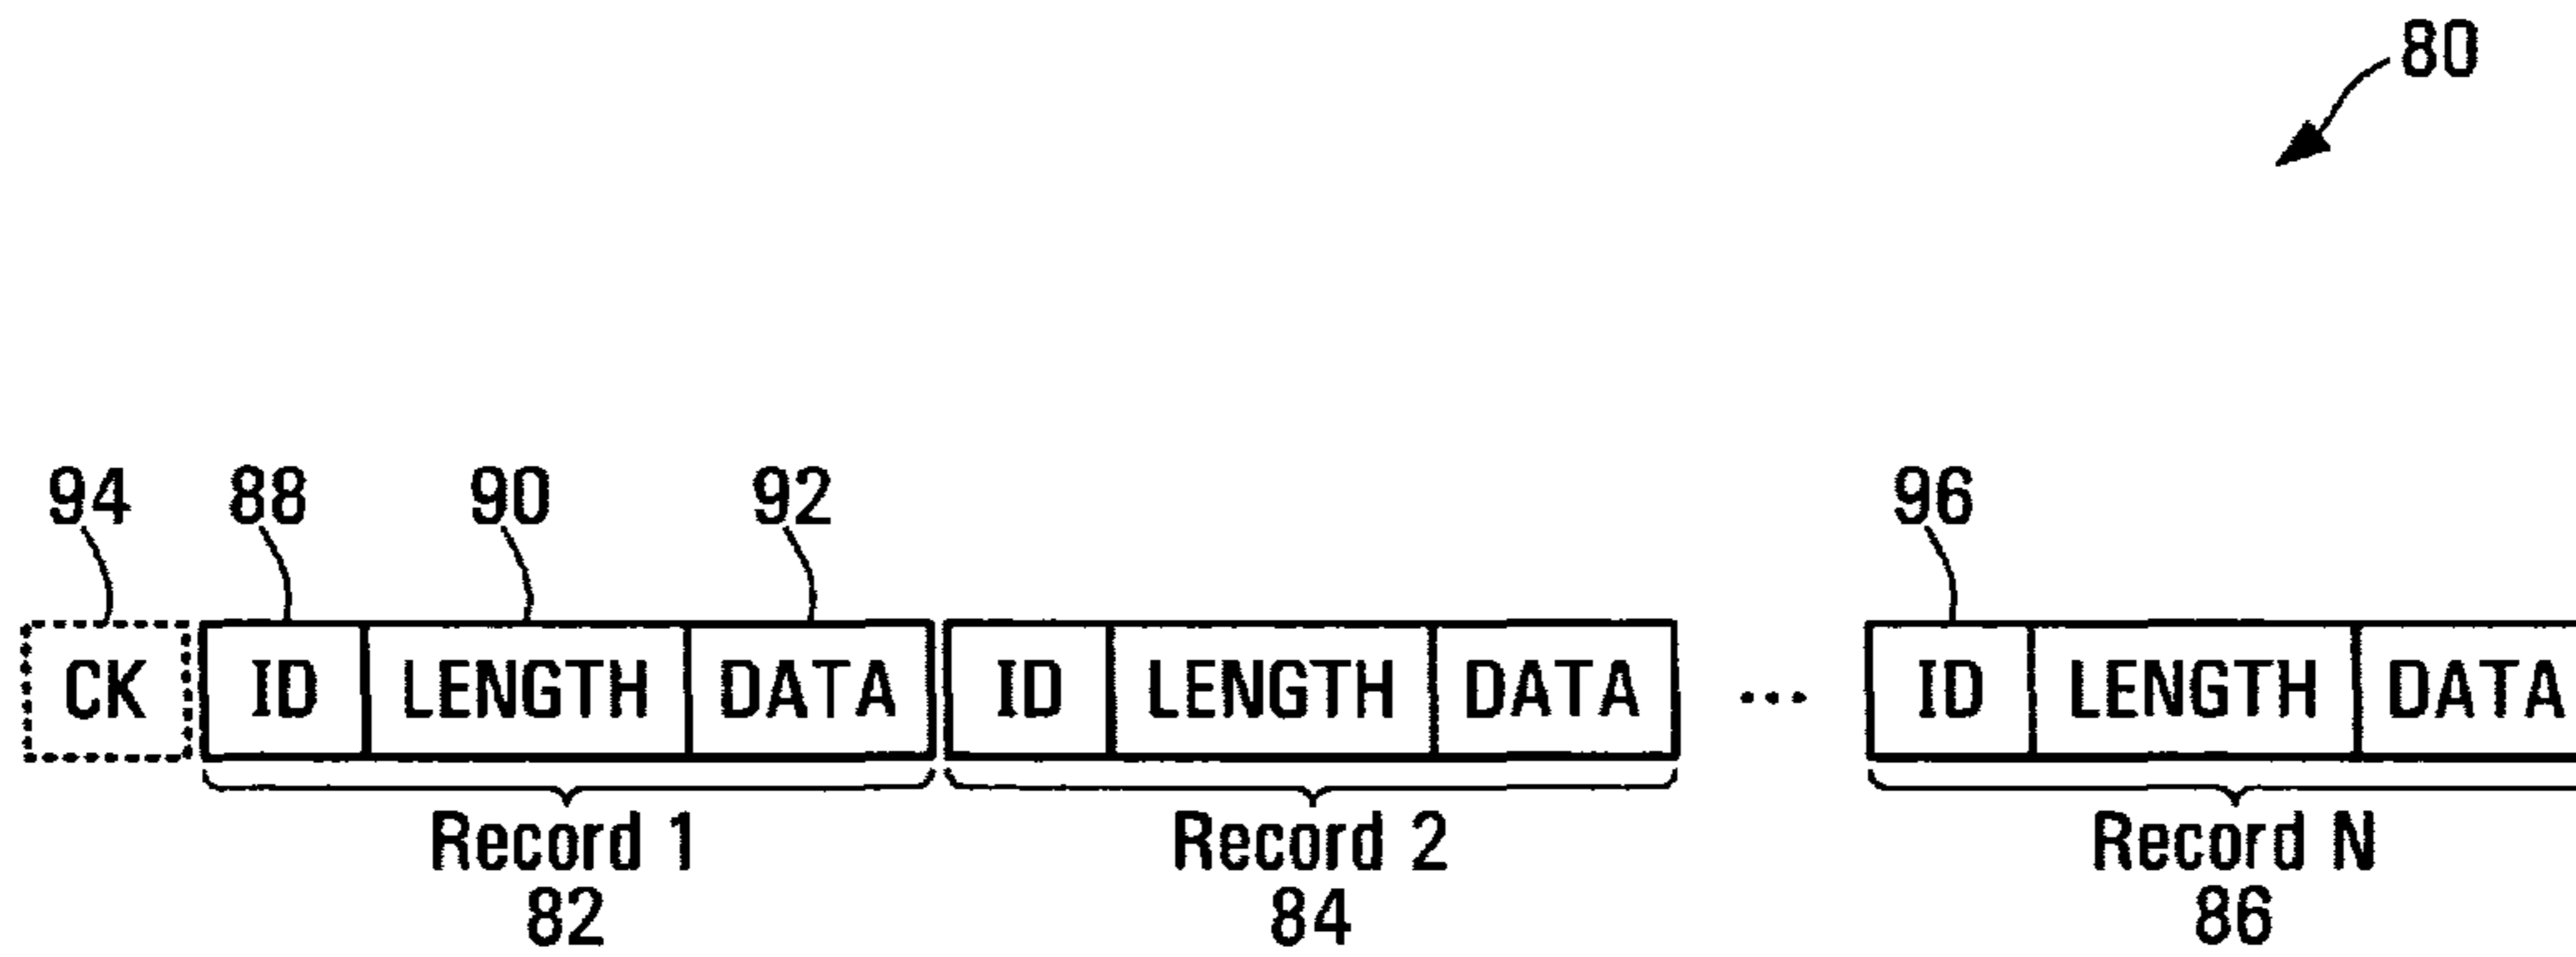 80
94 88 90 92 96
CK ID LENGTH DATA ID LENGTH DATA ... ID LENGTH DATA
Record 1 Record 2 Record N
82 84 86